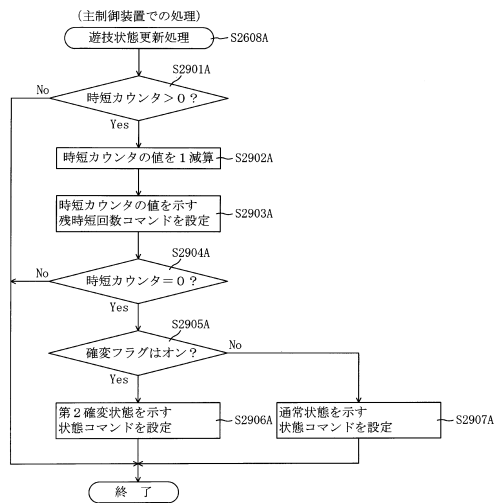 (主制御装置での処理)
遊技状態更新処理
S2608A
S2901A
時短カウンタ>0?
No
Yes
時短カウンタの値を1減算
S2902A
時短カウンタの値を示す
残時短回数コマンドを設定
S2903A
S2904A
時短カウンタ=0?
No
Yes
S2905A
確変フラグはオン?
No
Yes
第2確変状態を示す
状態コマンドを設定
S2906A
通常状態を示す
状態コマンドを設定
S2907A
終 了